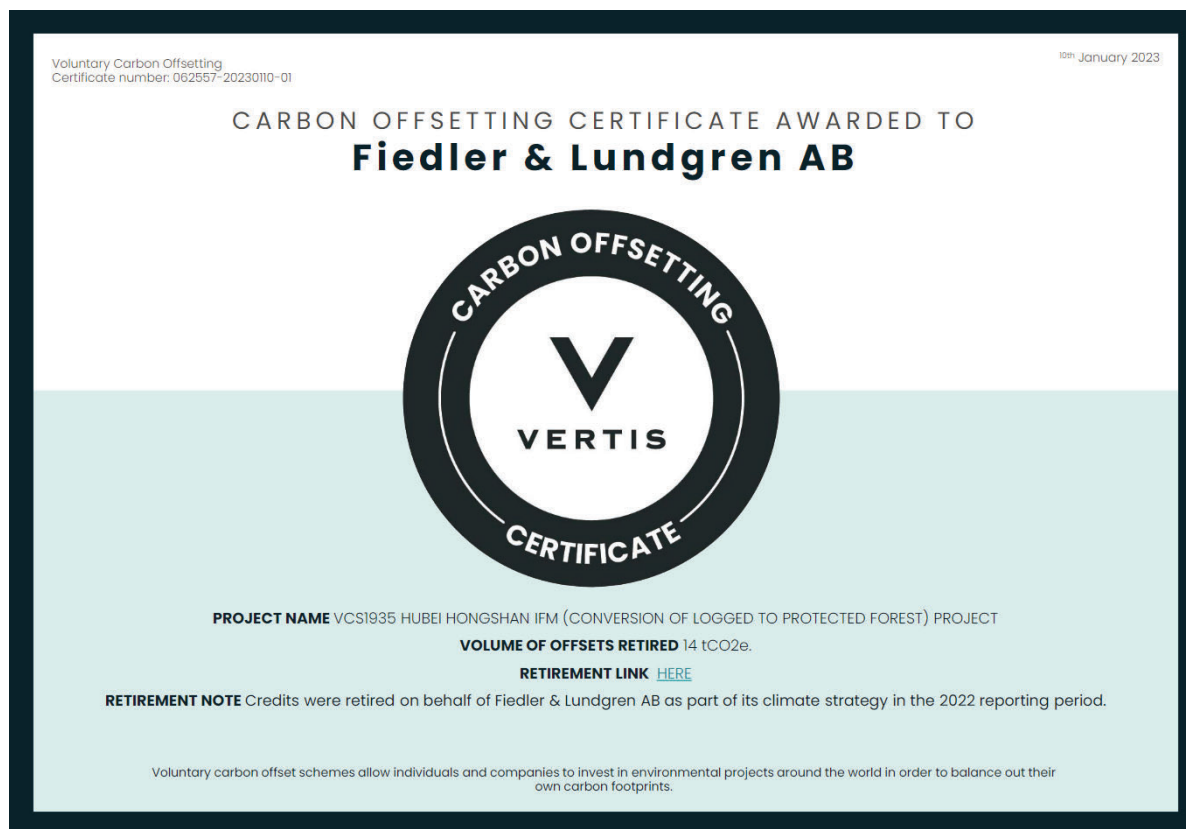 Voluntary Carbon Offsetting
Certificate number: 062557-20230110-01
10th January 2023
CARBON OFFSETTING CERTIFICATE AWARDED TO
Fiedler & Lundgren AB
CARBON OFFSETTING
V
VERTIS
CERTIFICATE
PROJECT NAME VCS1935 HUBEI HONGSHAN IFM (CONVERSION OF LOGGED TO PROTECTED FOREST) PROJECT
VOLUME OF OFFSETS RETIRED 14 tCO2e.
RETIREMENT LINK HERE
RETIREMENT NOTE Credits were retired on behalf of Fiedler & Lundgren AB as part of its climate strategy in the 2022 reporting period.
Voluntary carbon offset schemes allow individuals and companies to invest in environmental projects around the world in order to balance out their
own carbon footprints.